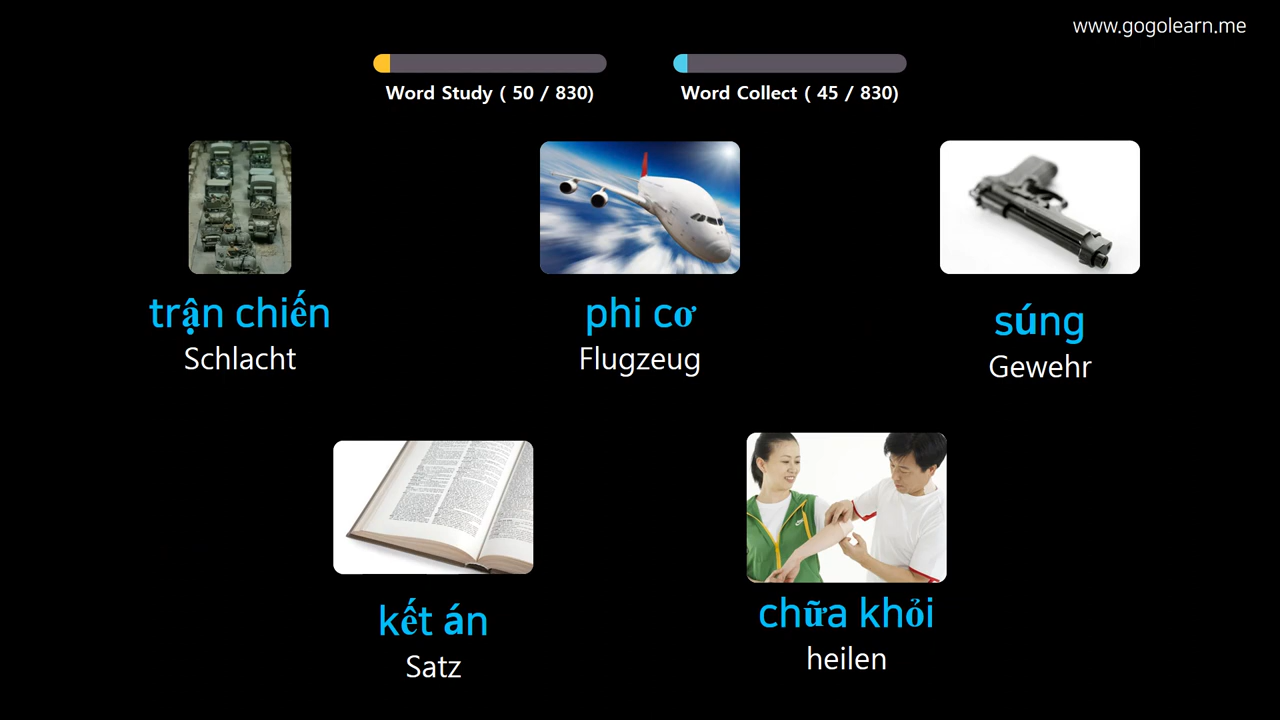 www.gogolearn.me
Word Study ( 50 / 830)
Word Collect ( 45 / 830)
trận chiến
Schlacht
phi cơ
Flugzeug
súng
Gewehr
kết án
Satz
chữa khỏi
heilen